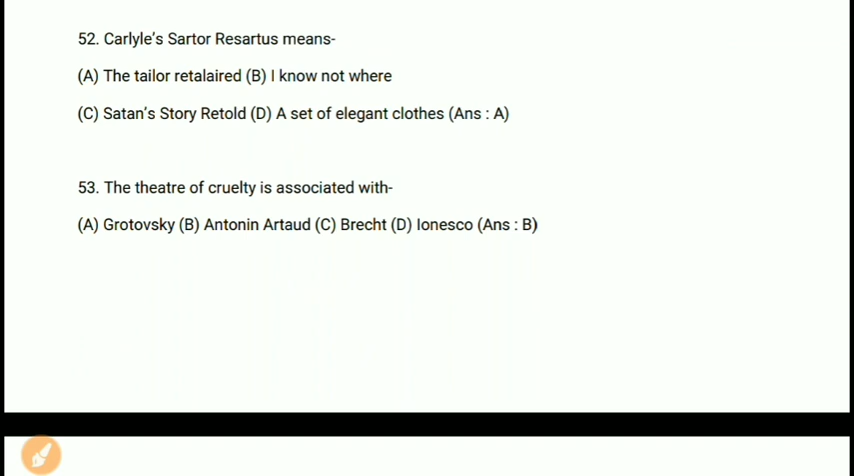 52. Carlyle's Sartor Resartus means-
(A) The tailor retalaired (B) I know not where
(C) Satan's Story Retold (D) A set of elegant clothes (Ans : A)
53. The theatre of cruelty is associated with-
(A) Grotovsky (B) Antonin Artaud (C) Brecht (D) Ionesco (Ans : B)